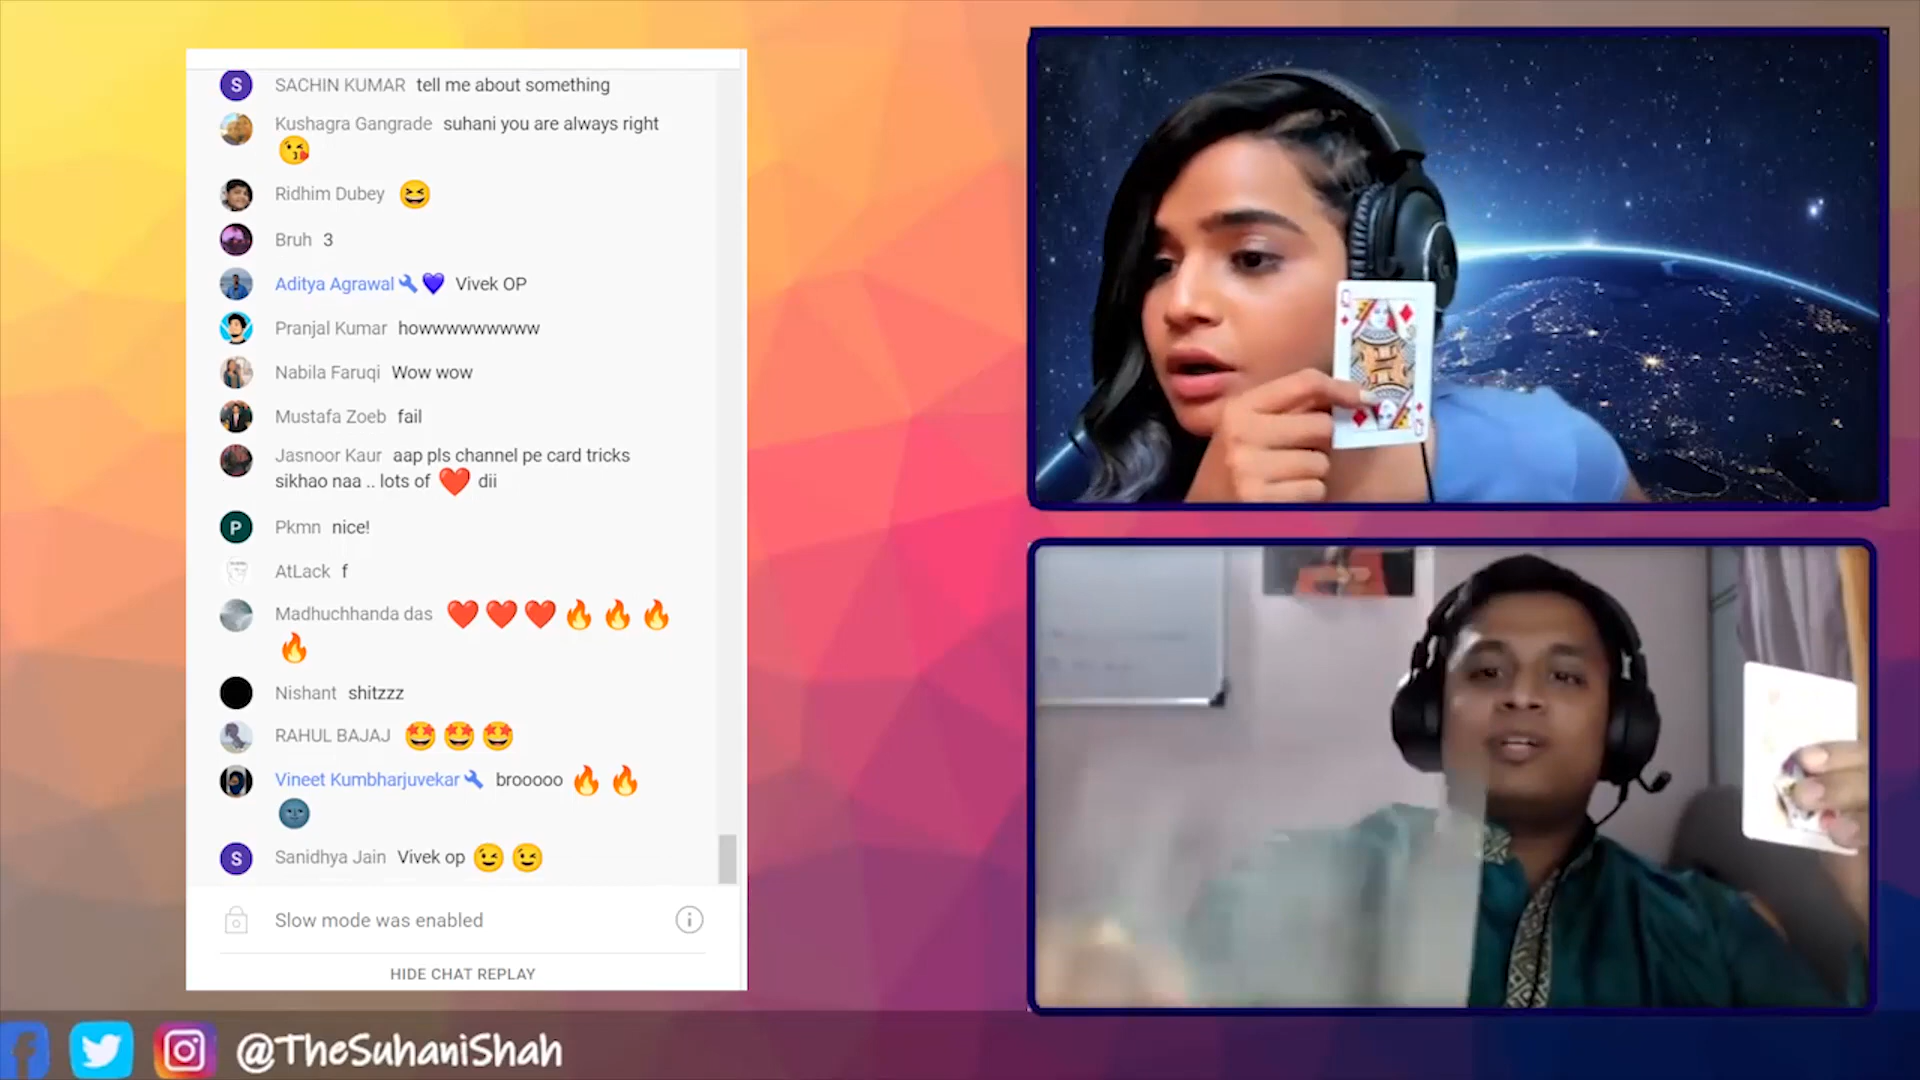 SACHIN KUMAR tell me about something
Kushagra Gangrade suhani you are always right
😘
Ridhim Dubey 😆
Bruh 3
Aditya Agrawal 💙 Vivek OP
Pranjal Kumar howwwwwwwww
Nabila Faruqi Wow wow
Mustafa Zoeb fail
Jasnoor Kaur aap pls channel pe card tricks
sikhao naa .. lots of ❤️ dii
Pkmn nice!
AtLack f
Madhuchhanda das ❤️❤️❤️🔥🔥🔥
🔥
Nishant shitzzz
RAHUL BAJAJ 🤩🤩🤩
Vineet Kumbharjuvekar brooooo 🔥🔥
🌚
Sanidhya Jain Vivek op 😉😉
Slow mode was enabled
HIDE CHAT REPLAY
S
P
S
Q
Q
@TheSuhaniShah